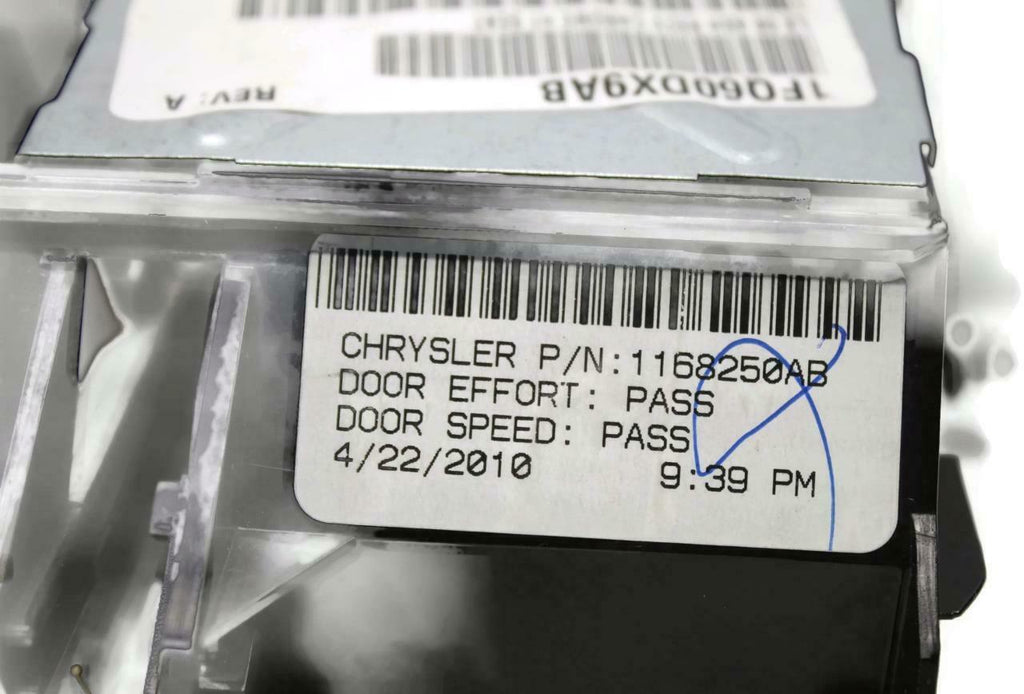 1FQ60DX9AB
REV: A
CHRYSLER P/N:1168250AB
DOOR EFFORT: PASS
DOOR SPEED: PASS
4/22/2010 9:39 PM